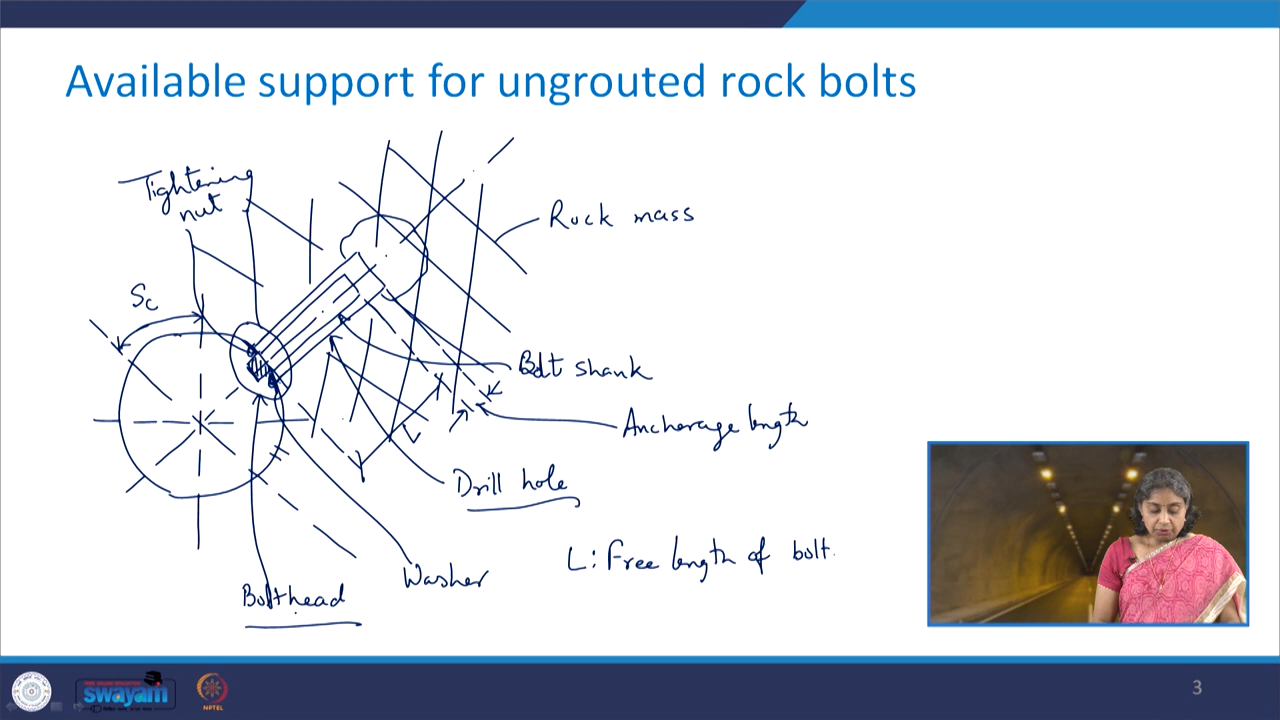 Available support for ungrouted rock bolts
Tightening
nut
Rock mass
Sc
Bolt shank
Anchorage length
L
Drill hole
L: Free length of bolt.
Washer
Bolthead
swayam
NPTEL
3